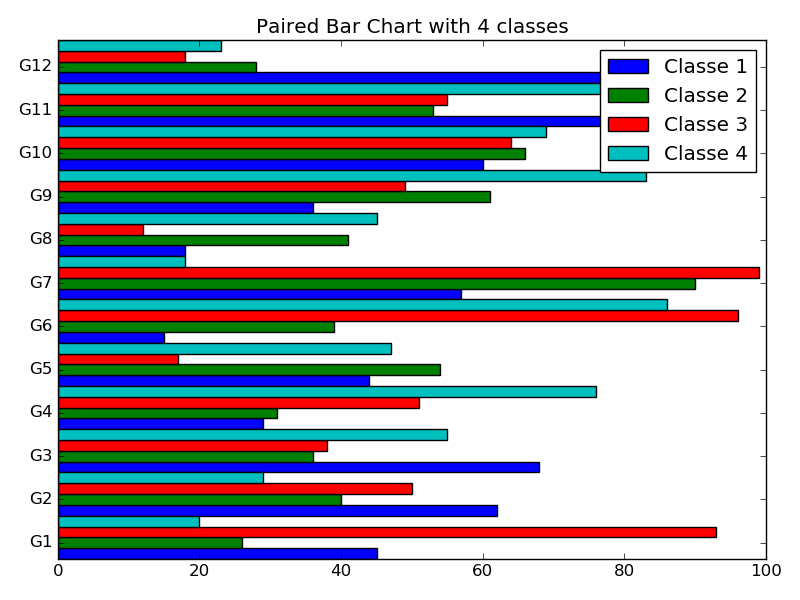 Paired Bar Chart with 4 classes
Classe 1
Classe 2
Classe 3
Classe 4
G12
G11
G10
G9
G8
G7
G6
G5
G4
G3
G2
G1
0 20 40 60 80 100